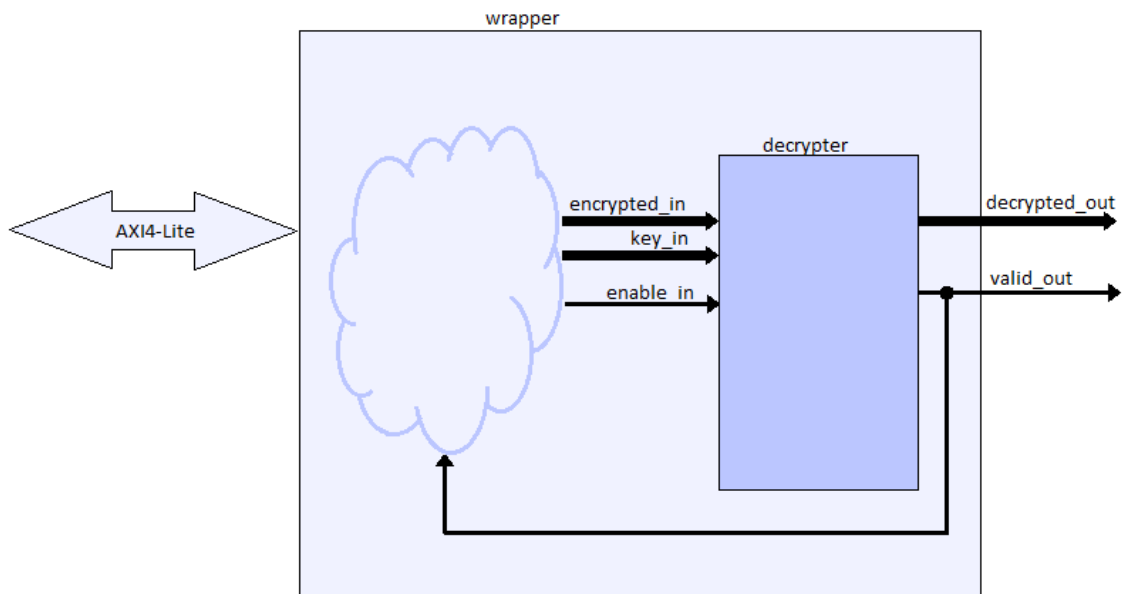 wrapper
decrypter
encrypted_in
decrypted_out
AXI4-Lite
key_in
enable_in
valid_out